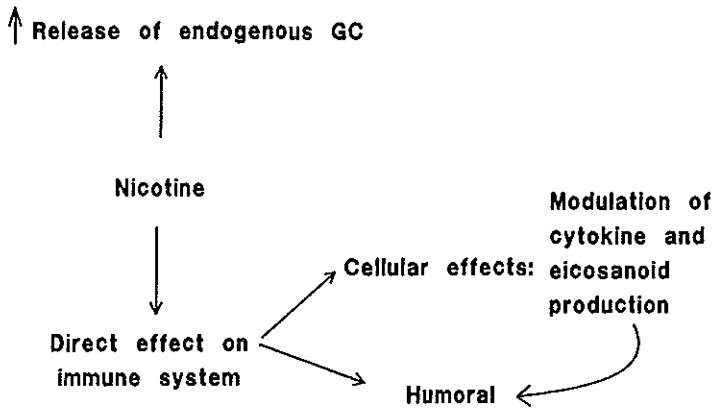 ↑ Release of endogenous GC
Nicotine
Modulation of
cytokine and
Cellular effects: eicosanoid
production
Direct effect on
immune system
Humoral